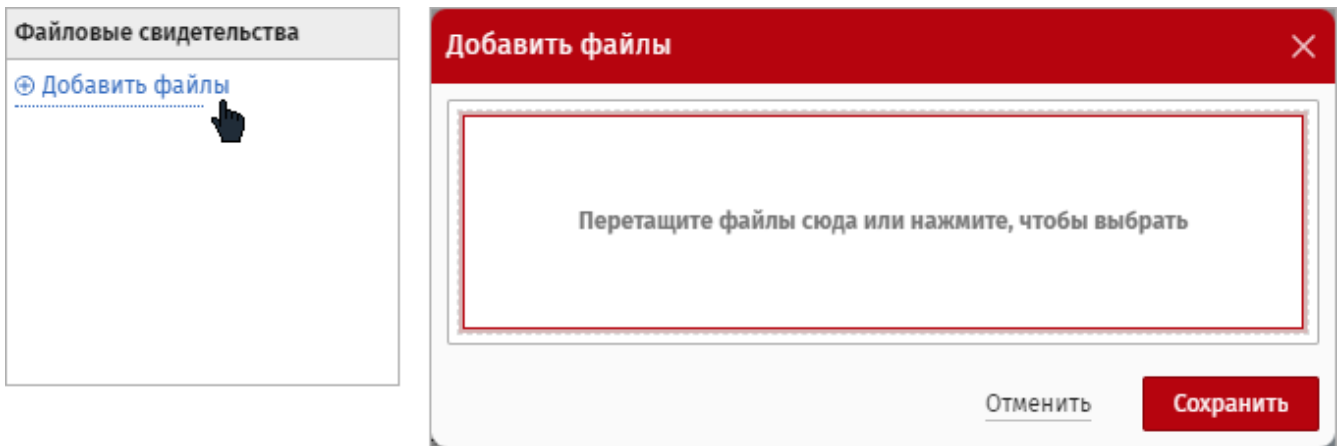 Файловые свидетельства
Добавить файлы
Добавить файлы
Перетащите файлы сюда или нажмите, чтобы выбрать
Отменить
Сохранить